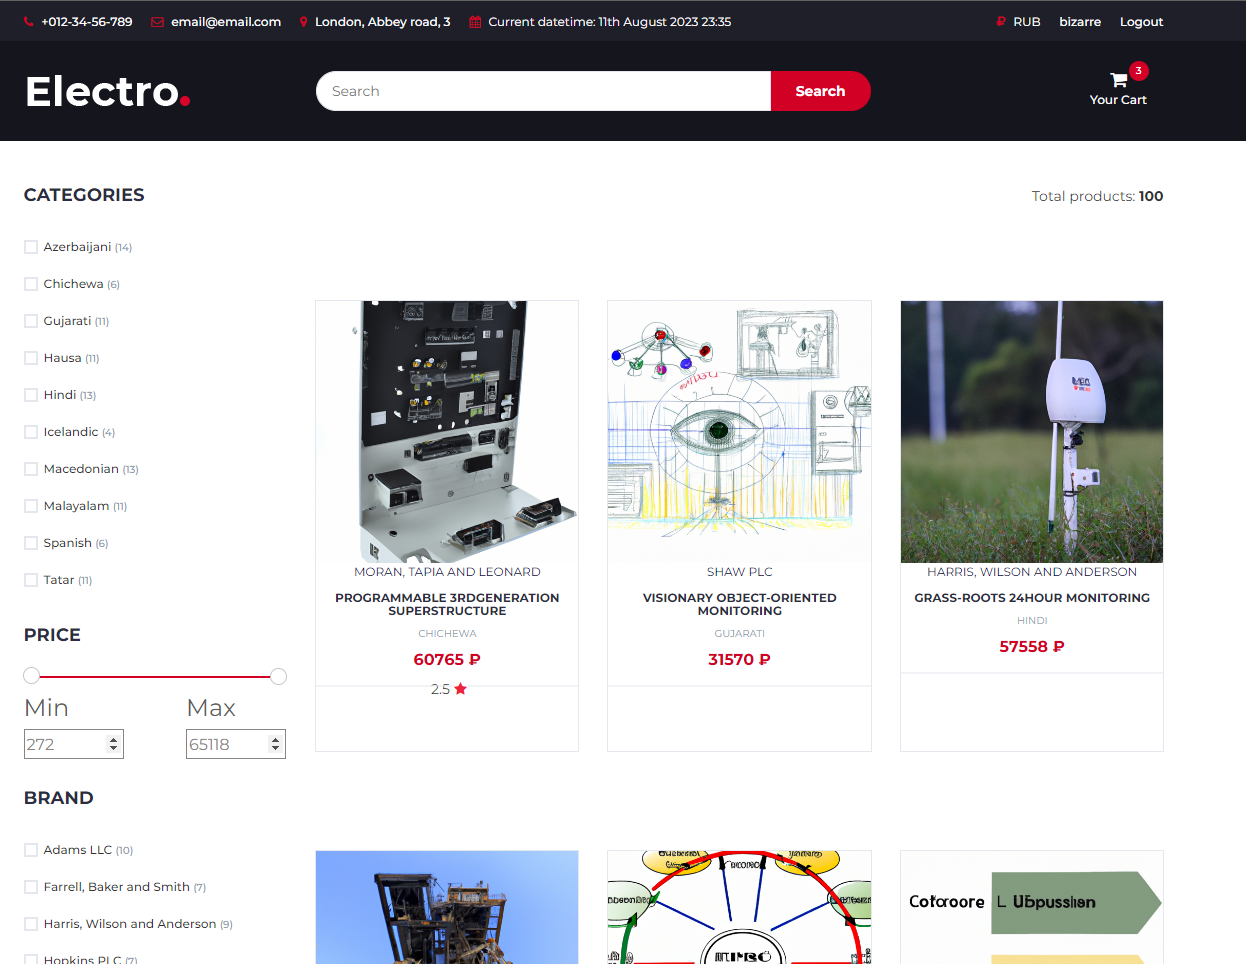 +012-34-56-789 email@email.com London, Abbey road, 3 Current datetime: 11th August 2023 23:35 RUB bizarre Logout
Electro.
Search
Search
3
Your Cart
CATEGORIES
Total products: 100
Azerbaijani (14)
Chichewa (6)
Gujarati (11)
Hausa (11)
Hindi (13)
Icelandic (4)
Macedonian (13)
Malayalam (11)
Spanish (6)
Tatar (11)
PRICE
Min
Max
272
65118
BRAND
Adams LLC (10)
Farrell, Baker and Smith (7)
Harris, Wilson and Anderson (9)
Hopkins PLC (7)
MORAN, TAPIA AND LEONARD
PROGRAMMABLE 3RDGENERATION
SUPERSTRUCTURE
CHICHEWA
60765 ₽
2.5
SHAW PLC
VISIONARY OBJECT-ORIENTED
MONITORING
GUJARATI
31570 ₽
HARRIS, WILSON AND ANDERSON
GRASS-ROOTS 24HOUR MONITORING
HINDI
57558 ₽